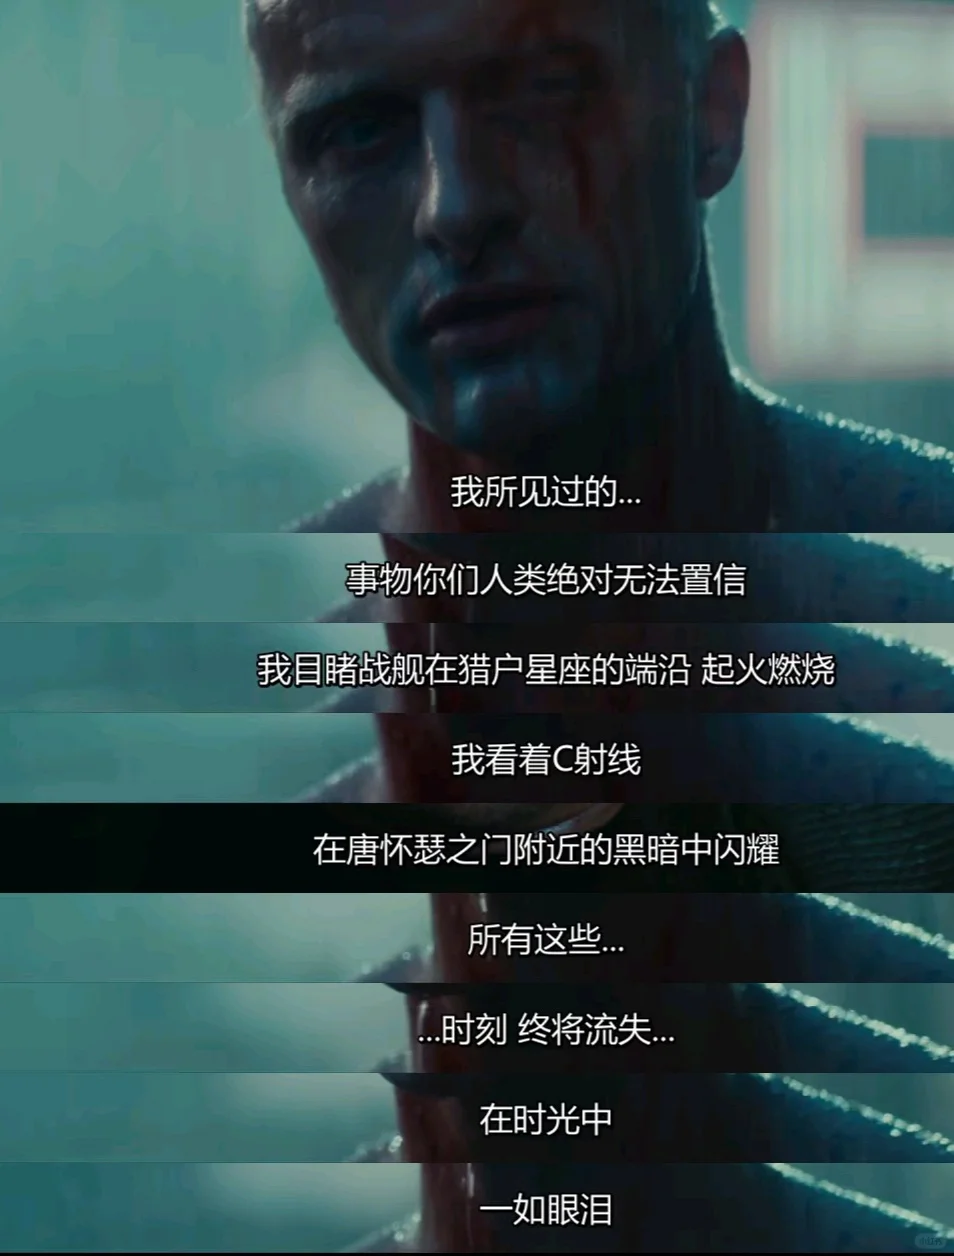 我所见过的...
事物你们人类绝对无法置信
我目睹战舰在猎户星座的端沿 起火燃烧
我看着C射线
在唐怀瑟之门附近的黑暗中闪耀
所有这些...
...时刻 终将流失...
在时光中
一如眼泪